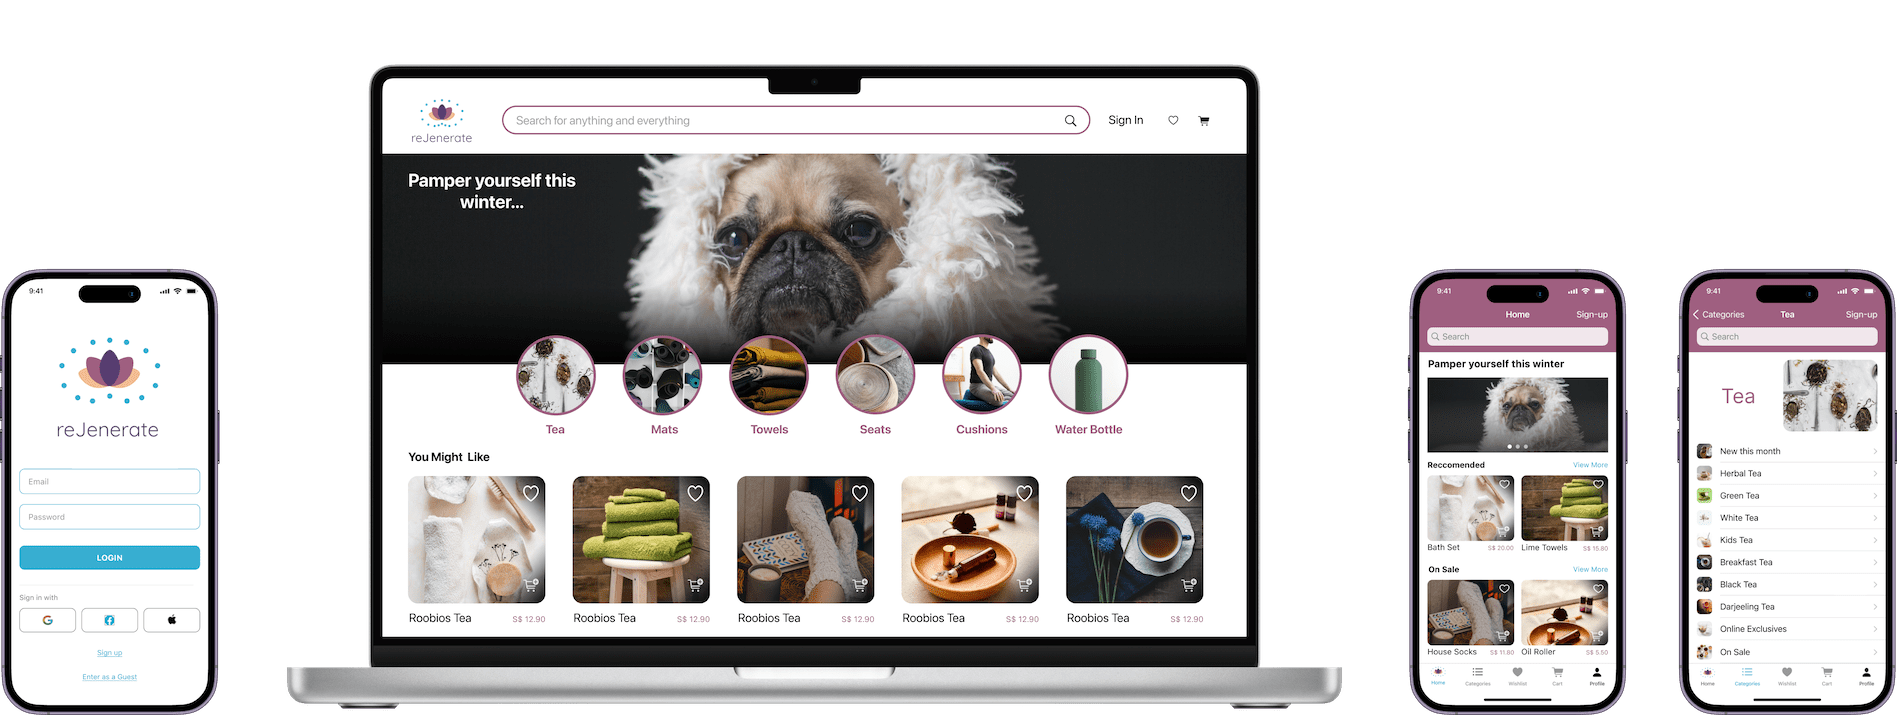 9:41
reJenerate
Email
Password
LOGIN
Sign in with
Sign up
Enter as a Guest
reJenerate
Search for anything and everything
Sign In
Pamper yourself this
winter...
Tea
Mats
Towels
Seats
Cushions
Water Bottle
You Might Like
Roobios Tea
S$ 12.90
Roobios Tea
S$ 12.90
Roobios Tea
S$ 12.90
Roobios Tea
S$ 12.90
Roobios Tea
S$ 12.90
9:41
Home
Sign-up
Search
Pamper yourself this winter
Reccomended
View More
Bath Set
S$ 20.00
Lime Towels
S$ 15.80
On Sale
View More
House Socks
S$ 11.80
Oil Roller
S$ 5.50
Home
Categories
Wishlist
Cart
Profile
9:41
Categories
Tea
Sign-up
Search
Tea
New this month
Herbal Tea
Green Tea
White Tea
Kids Tea
Breakfast Tea
Black Tea
Darjeeling Tea
Online Exclusives
On Sale
Home
Categories
Wishlist
Cart
Profile